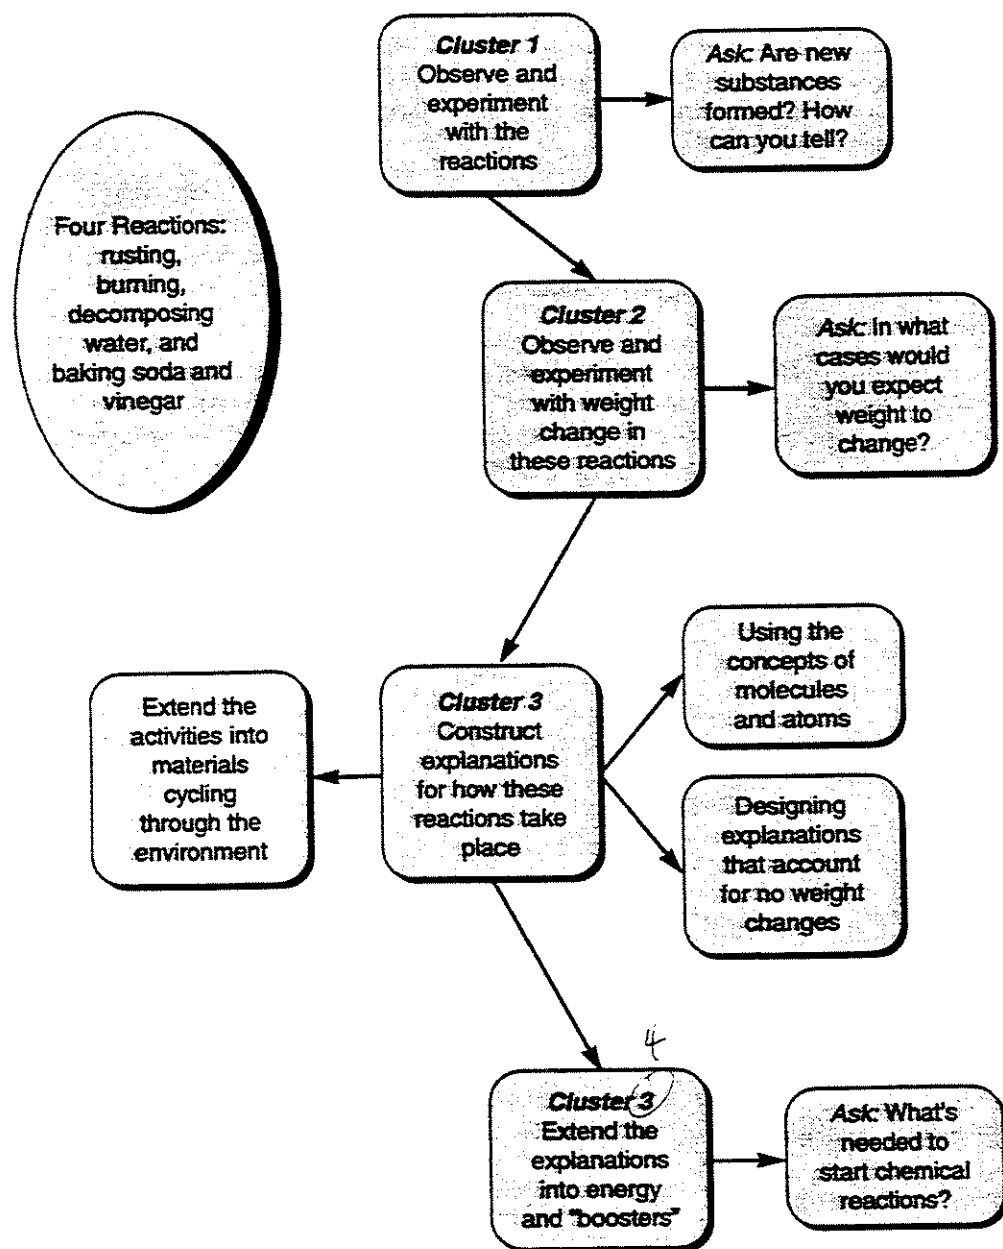 Cluster 1
Observe and
experiment
with the
reactions
Ask: Are new
substances
formed? How
can you tell?
Four Reactions:
rusting,
burning,
decomposing
water, and
baking soda and
vinegar
Cluster 2
Observe and
experiment
with weight
change in
these reactions
Ask: In what
cases would
you expect
weight to
change?
Using the
concepts of
molecules
and atoms
Extend the
activities into
materials
cycling
through the
environment
Cluster 3
Construct
explanations
for how these
reactions take
place
Designing
explanations
that account
for no weight
changes
4
Cluster 3
Extend the
explanations
into energy
and "boosters"
Ask: What's
needed to
start chemical
reactions?